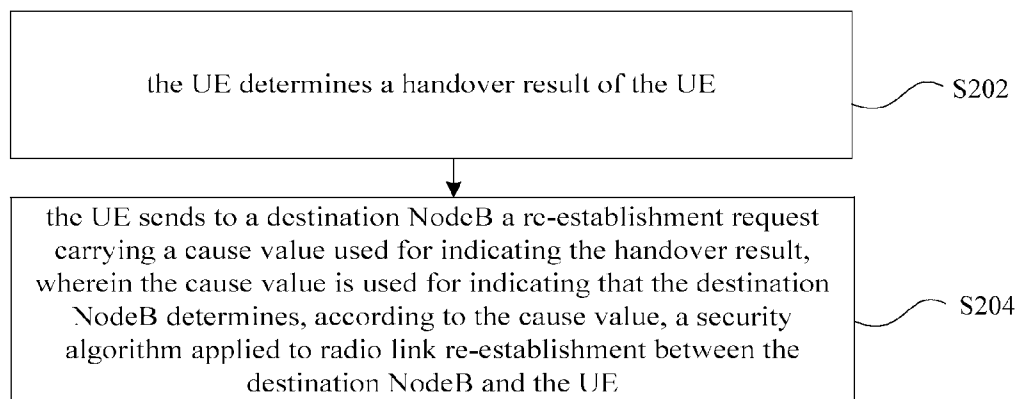 the UE determines a handover result of the UE
S202
the UE sends to a destination NodeB a re-establishment request
carrying a cause value used for indicating the handover result,
wherein the cause value is used for indicating that the destination
NodeB determines, according to the cause value, a security
algorithm applied to radio link re-establishment between the
destination NodeB and the UE
S204